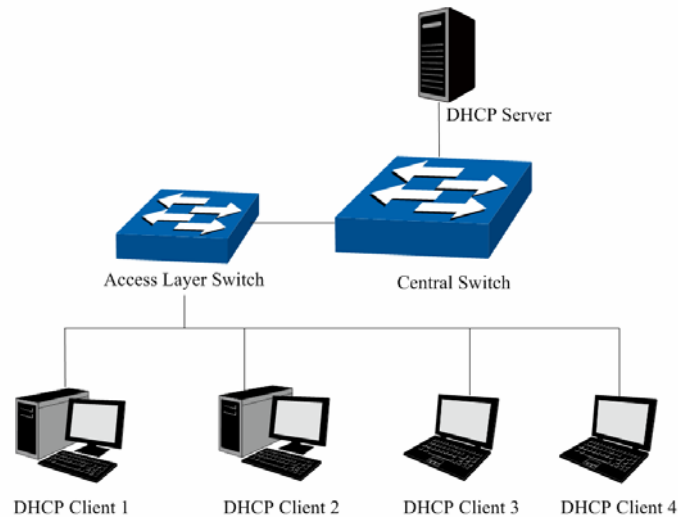 DHCP Server
Access Layer Switch
Central Switch
DHCP Client 1
DHCP Client 2
DHCP Client 3
DHCP Client 4